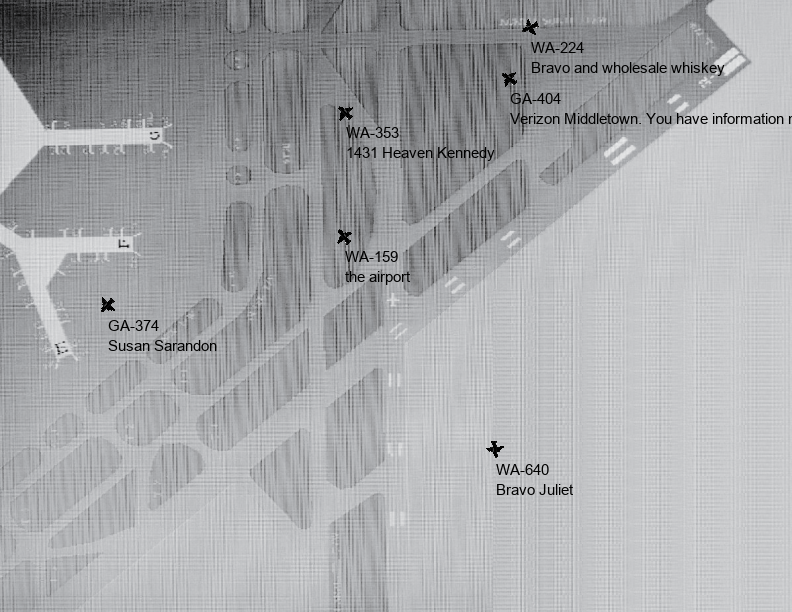 WA-224
Bravo and wholesale whiskey
GA-404
Verizon Middletown. You have information
WA-353
1431 Heaven Kennedy
WA-159
the airport
GA-374
Susan Sarandon
WA-640
Bravo Juliet